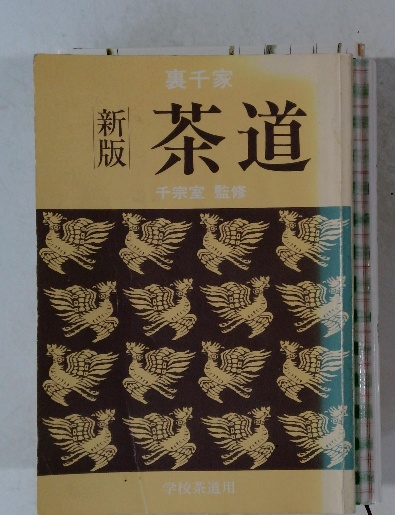 裏千家
新版
茶道
千宗室 監修
学校茶道用